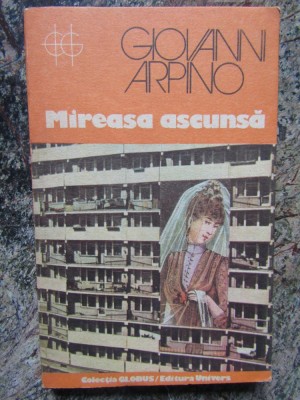 GIOVANNI
ARPINO
Mireasa ascunsă
Colecția GLOBUS/Editura Univers